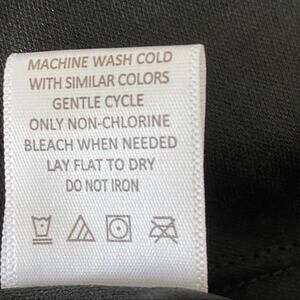 MACHINE WASH COLD
WITH SIMILAR COLORS
GENTLE CYCLE
ONLY NON-CHLORINE
BLEACH WHEN NEEDED
LAY FLAT TO DRY
DO NOT IRON